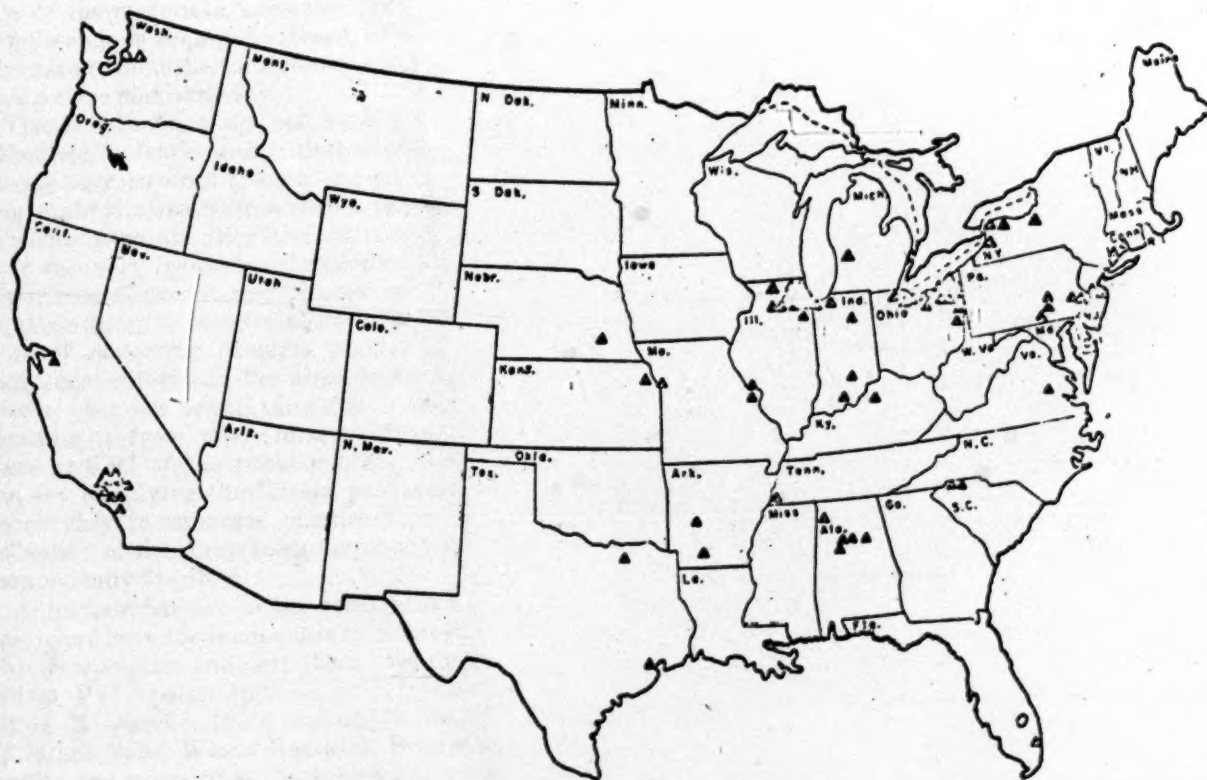 Wash.
Mont.
N Dak.
Minn.
Maine
Oreg.
Idaho
Wis.
Mich.
Vt.
NH
Mass.
Conn.
R I
S Dak.
Wyo.
Calif.
Nev.
Utah
Nebr.
Iowa
NY
Pa.
N J
Ill.
Ind.
Ohio
Colo.
Kans.
Mo.
W. Va
Va.
Ky.
Ariz.
N. Mex.
Okla.
Tex.
Ark.
Tenn.
N.C.
S.C.
Miss
Ala.
La.
Fla.